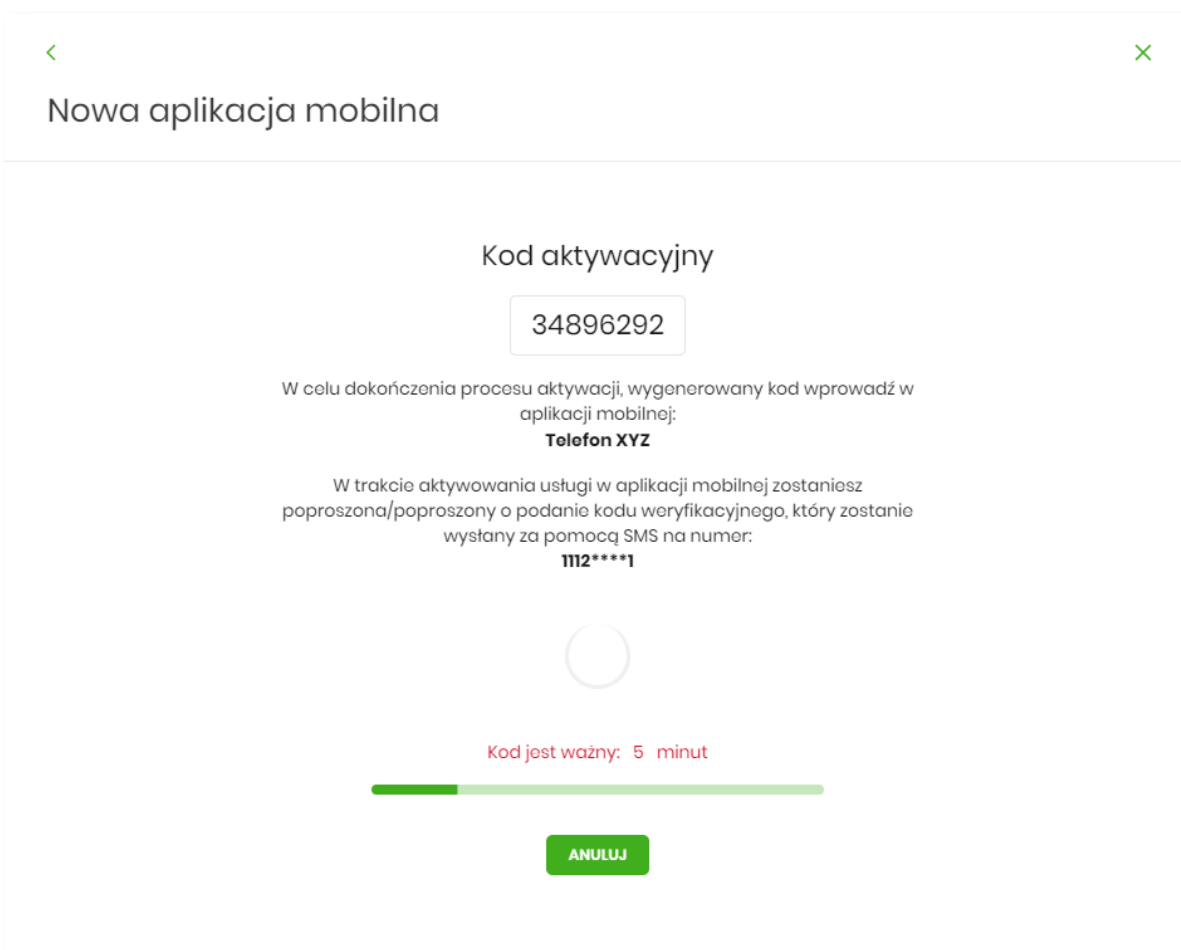 Nowa aplikacja mobilna
Kod aktywacyjny
34896292
W celu dokończenia procesu aktywacji, wygenerowany kod wprowadź w
aplikacji mobilnej:
Telefon XYZ
W trakcie aktywowania usługi w aplikacji mobilnej zostaniesz
poproszona/poproszony o podanie kodu weryfikacyjnego, który zostanie
wysłany za pomocą SMS na numer:
1112****1
Kod jest ważny: 5 minut
ANULUJ